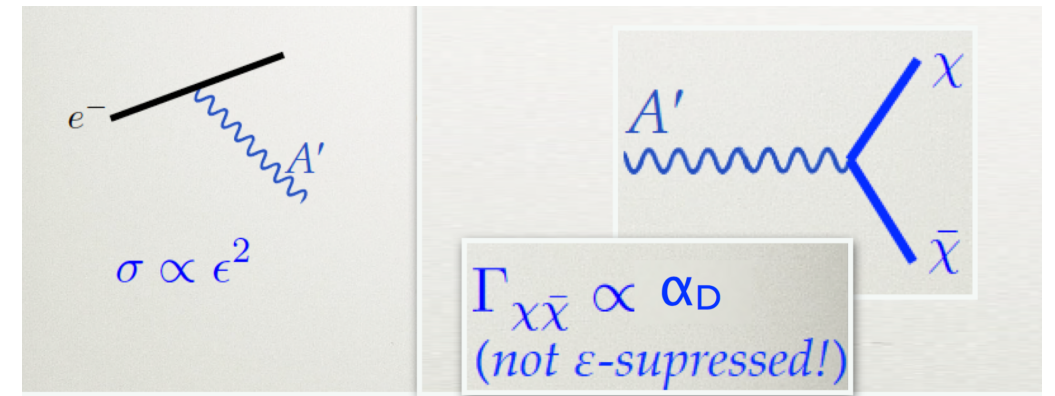 e⁻
A′
σ ∝ ϵ²
A′
χ
χ̄
Γχχ̄ ∝ αD
(not ε-supressed!)